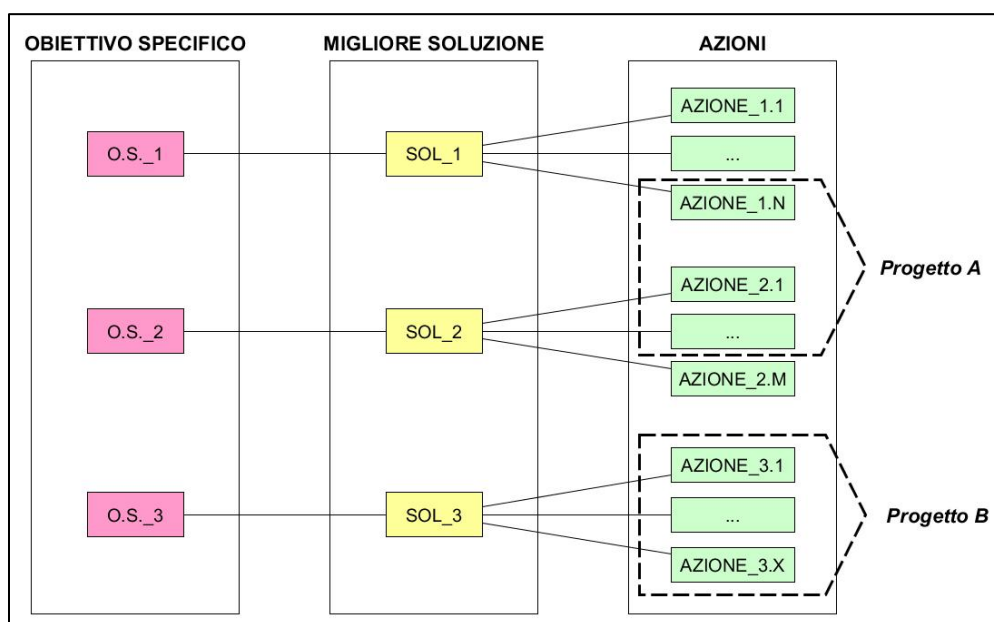 OBIETTIVO SPECIFICO
MIGLIORE SOLUZIONE
AZIONI
O.S._1
SOL_1
AZIONE_1.1
...
AZIONE_1.N
Progetto A
O.S._2
SOL_2
AZIONE_2.1
...
AZIONE_2.M
O.S._3
SOL_3
AZIONE_3.1
...
AZIONE_3.X
Progetto B